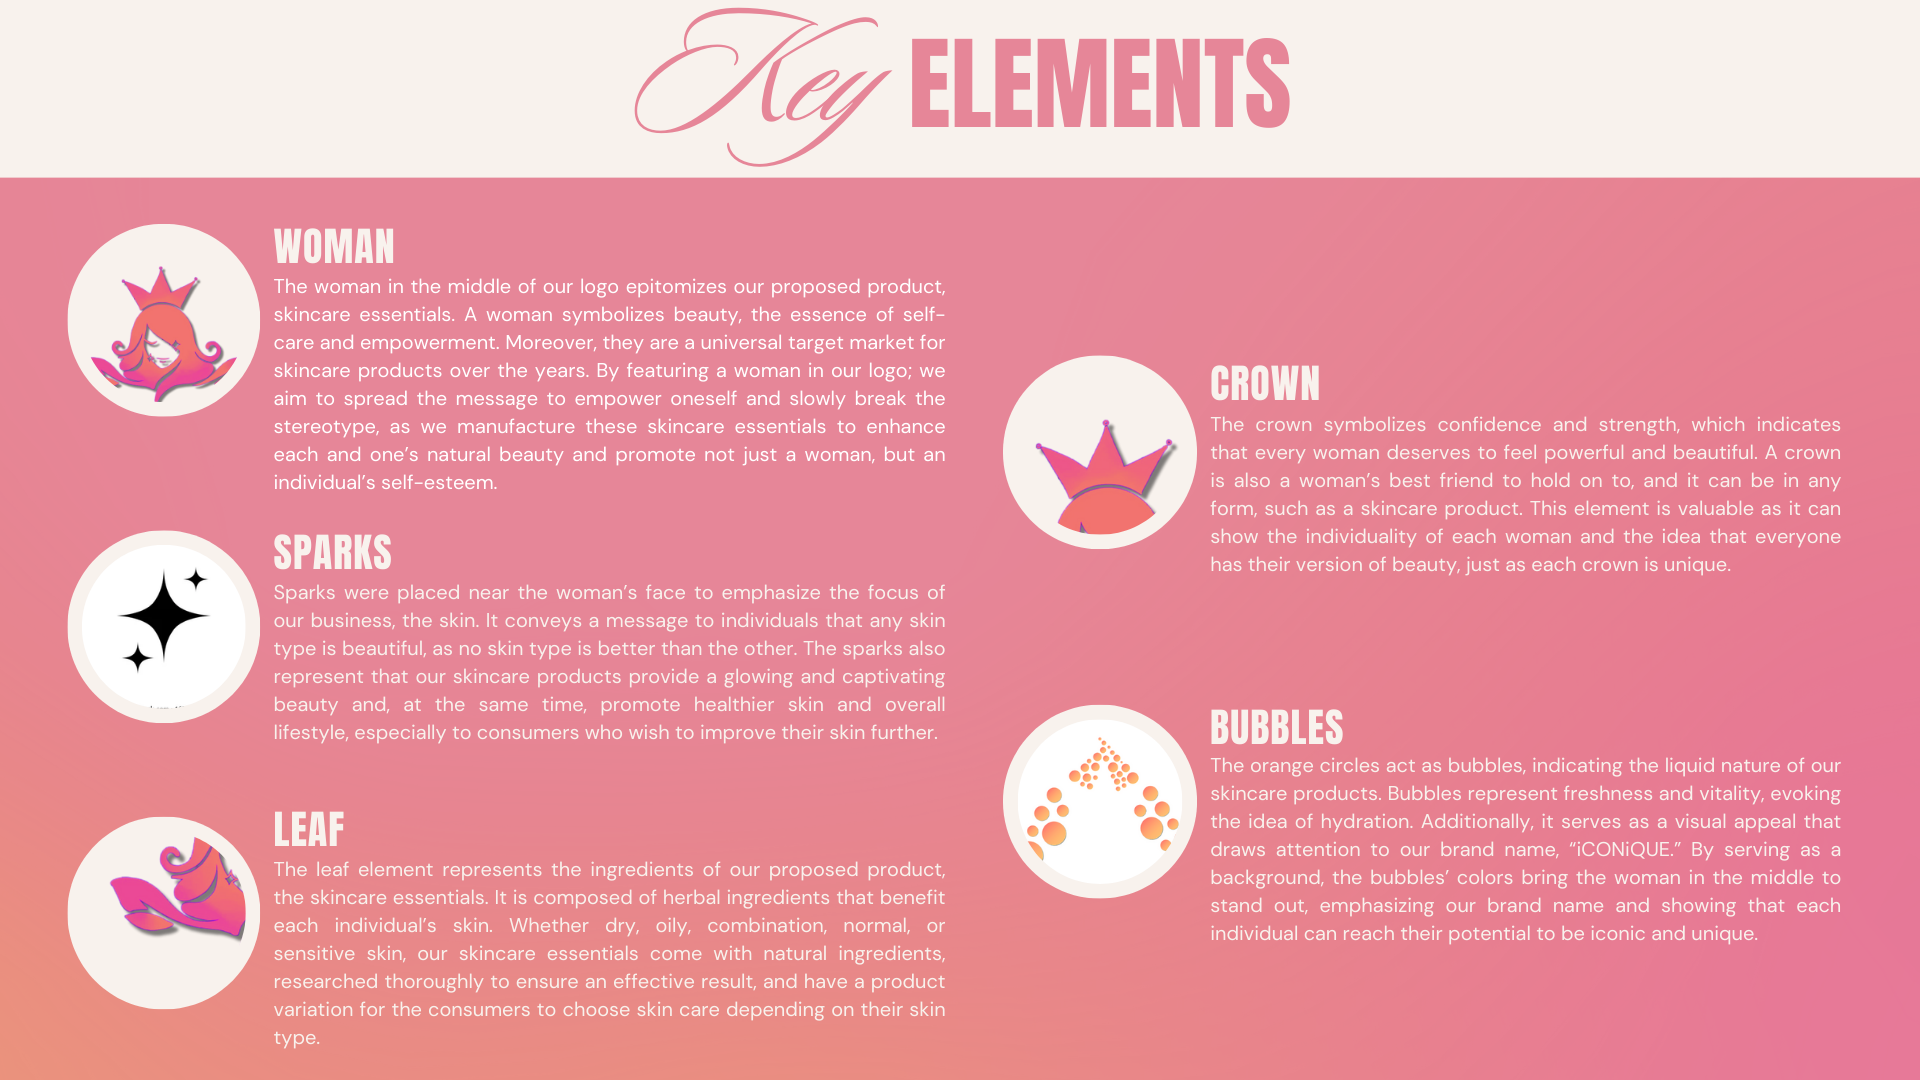 Key ELEMENTS
WOMAN
The woman in the middle of our logo epitomizes our proposed product,
skincare essentials. A woman symbolizes beauty, the essence of self-
care and empowerment. Moreover, they are a universal target market for
skincare products over the years. By featuring a woman in our logo; we
aim to spread the message to empower oneself and slowly break the
stereotype, as we manufacture these skincare essentials to enhance
each and one’s natural beauty and promote not just a woman, but an
individual’s self-esteem.
SPARKS
Sparks were placed near the woman’s face to emphasize the focus of
our business, the skin. It conveys a message to individuals that any skin
type is beautiful, as no skin type is better than the other. The sparks also
represent that our skincare products provide a glowing and captivating
beauty and, at the same time, promote healthier skin and overall
lifestyle, especially to consumers who wish to improve their skin further.
LEAF
The leaf element represents the ingredients of our proposed product,
the skincare essentials. It is composed of herbal ingredients that benefit
each individual’s skin. Whether dry, oily, combination, normal, or
sensitive skin, our skincare essentials come with natural ingredients,
researched thoroughly to ensure an effective result, and have a product
variation for the consumers to choose skin care depending on their skin
type.
CROWN
The crown symbolizes confidence and strength, which indicates
that every woman deserves to feel powerful and beautiful. A crown
is also a woman’s best friend to hold on to, and it can be in any
form, such as a skincare product. This element is valuable as it can
show the individuality of each woman and the idea that everyone
has their version of beauty, just as each crown is unique.
BUBBLES
The orange circles act as bubbles, indicating the liquid nature of our
skincare products. Bubbles represent freshness and vitality, evoking
the idea of hydration. Additionally, it serves as a visual appeal that
draws attention to our brand name, “iCONiQUE.” By serving as a
background, the bubbles’ colors bring the woman in the middle to
stand out, emphasizing our brand name and showing that each
individual can reach their potential to be iconic and unique.